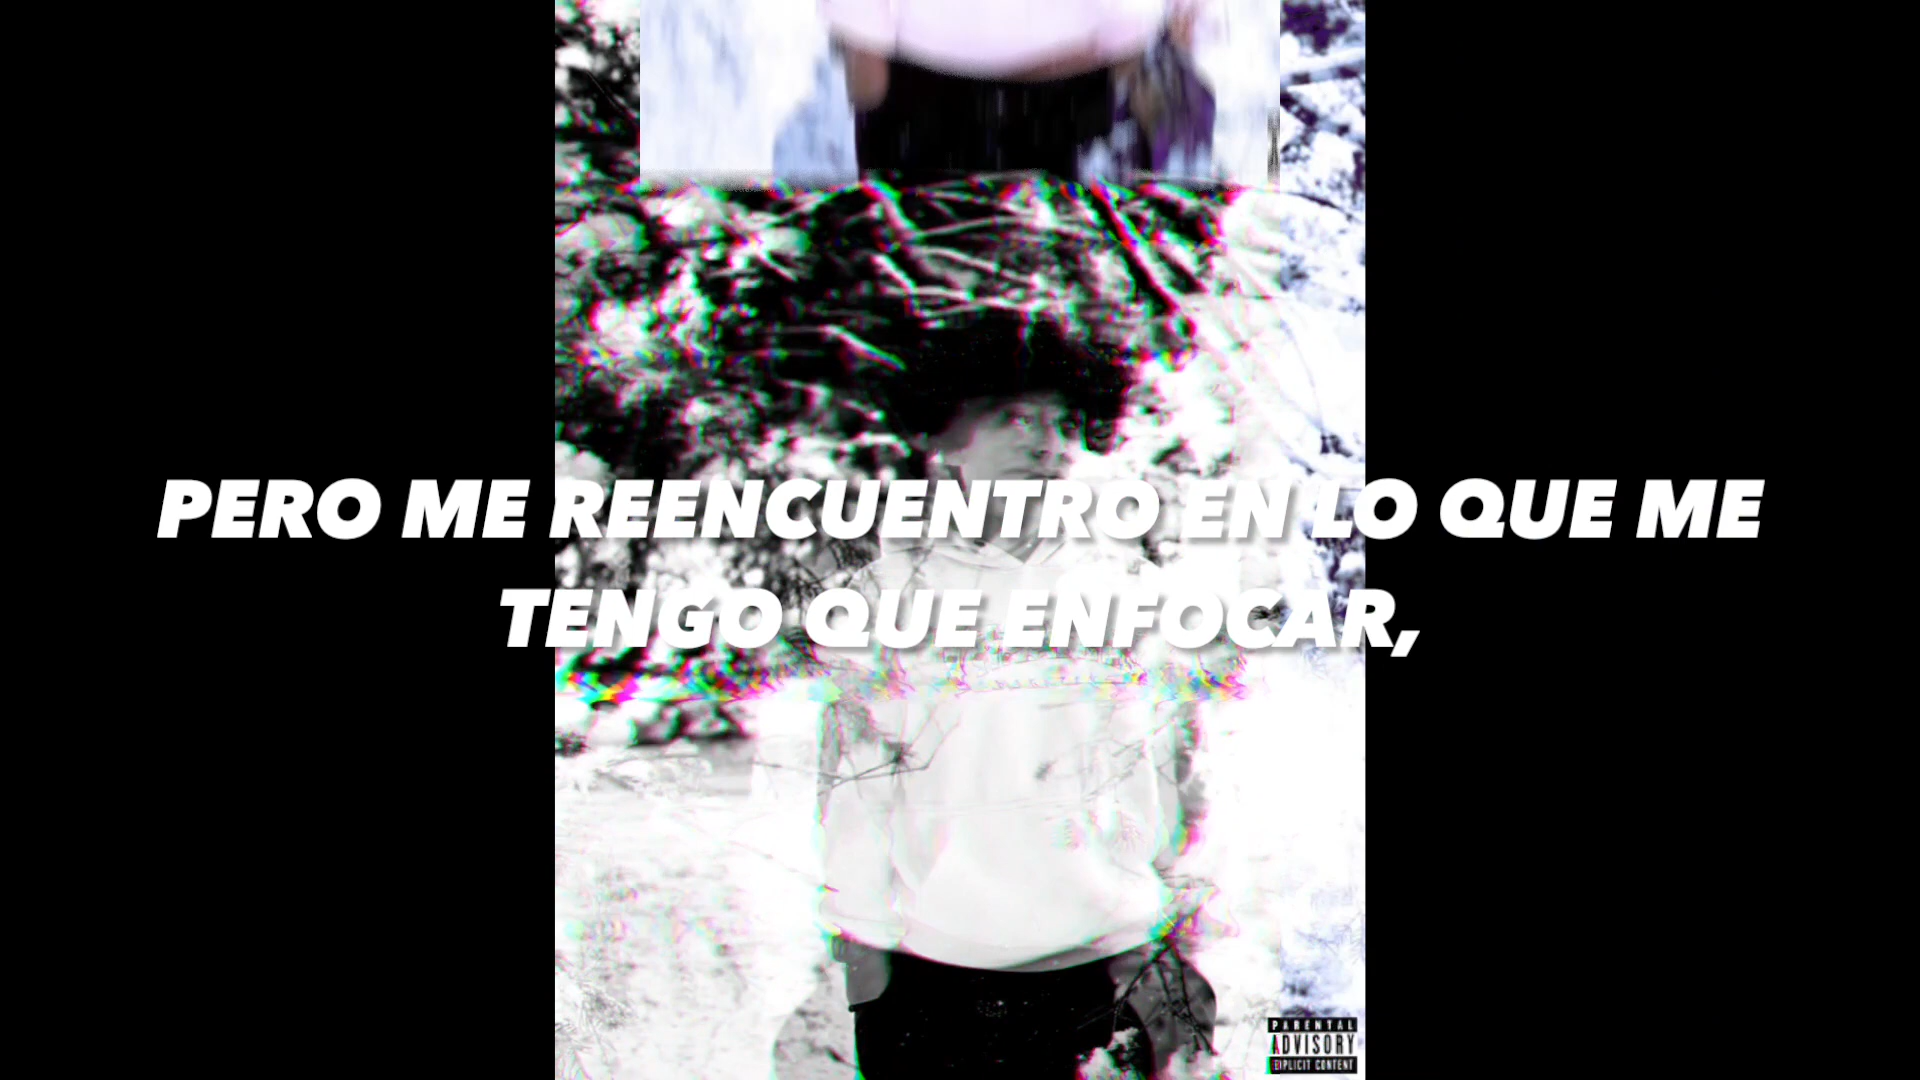 PERO ME REENCUENTRO EN LO QUE ME
TENGO QUE ENFOCAR,
PARENTAL
ADVISORY
EXPLICIT CONTENT